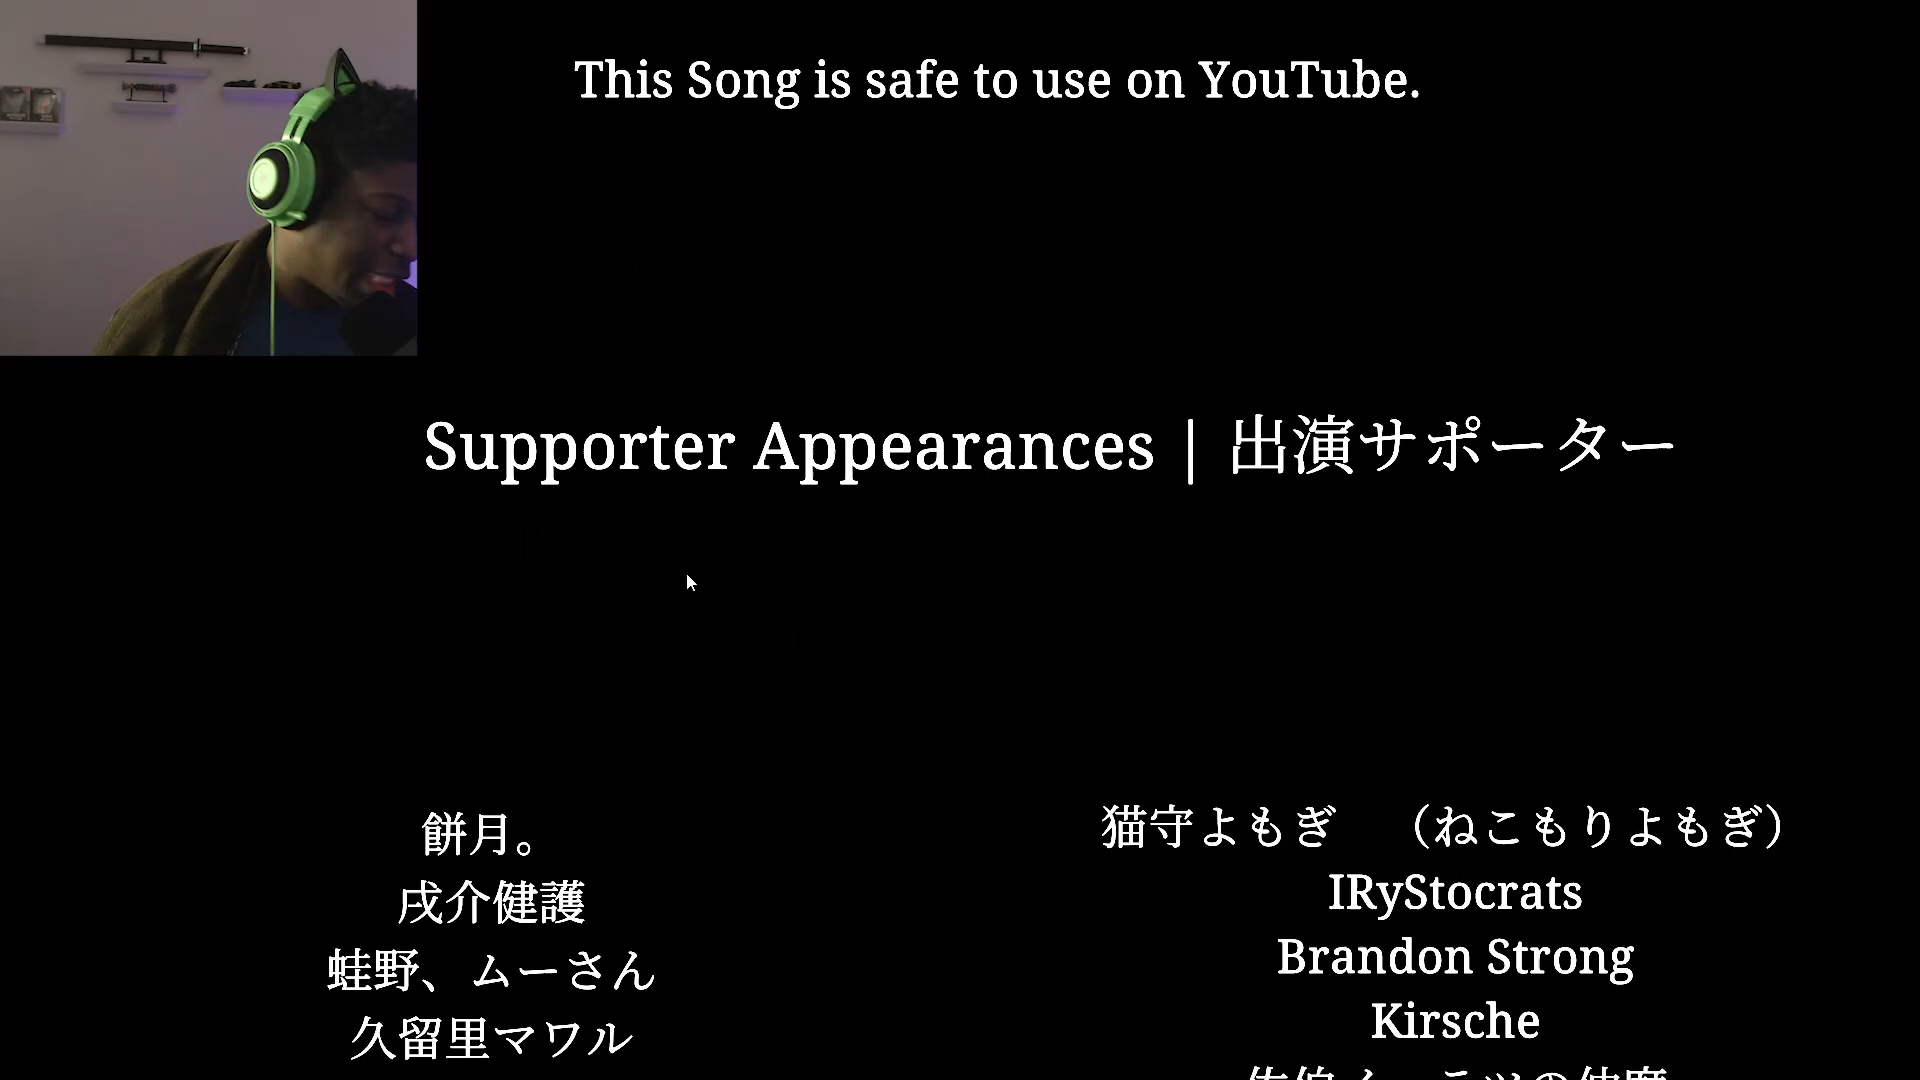 This Song is safe to use on YouTube.
Supporter Appearances | 出演サポーター
餅月。
戌介健護
蛙野、ムーさん
久留里マワル
猫守よもぎ　（ねこもりよもぎ）
IRyStocrats
Brandon Strong
Kirsche